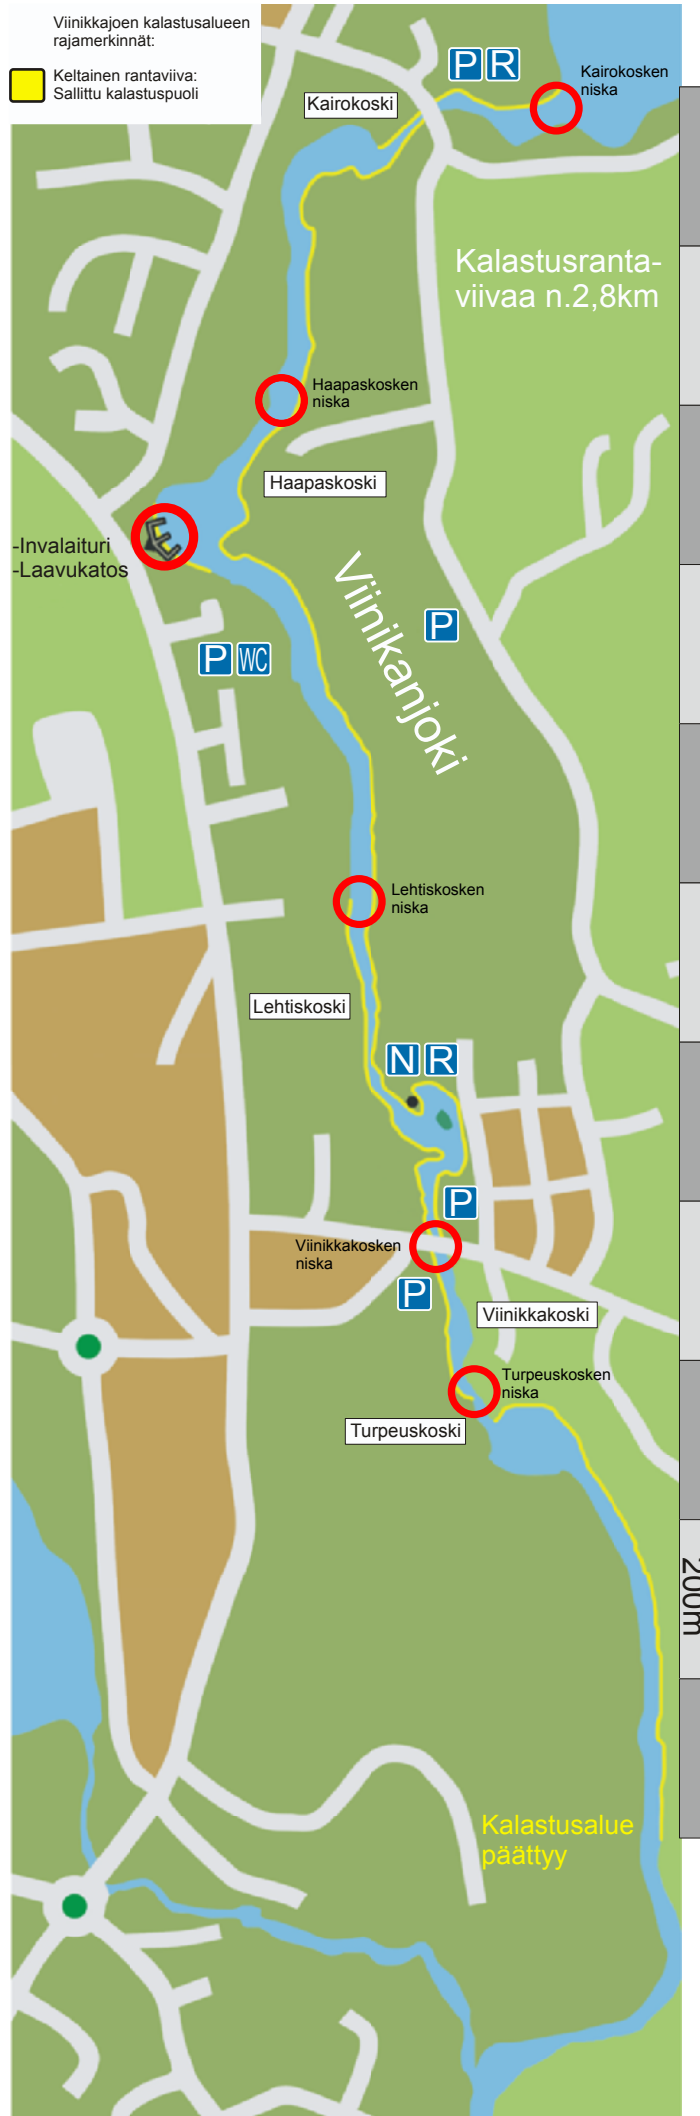 Viinikkajoen kalastusalueen
rajamerkinnät:
Keltainen rantaviiva:
Sallittu kalastuspuoli
P R
Kairokosken
niska
Kairokoski
Kalastusranta-
viivaa n.2,8km
Haapaskosken
niska
Haapaskoski
-Invalaituri
-Laavukatos
Viinikanjoki
P
P WC
Lehtiskosken
niska
Lehtiskoski
N R
P
Viinikkakosken
niska
P
Viinikkakoski
Turpeuskosken
niska
Turpeuskoski
200m
Kalastusalue
päättyy